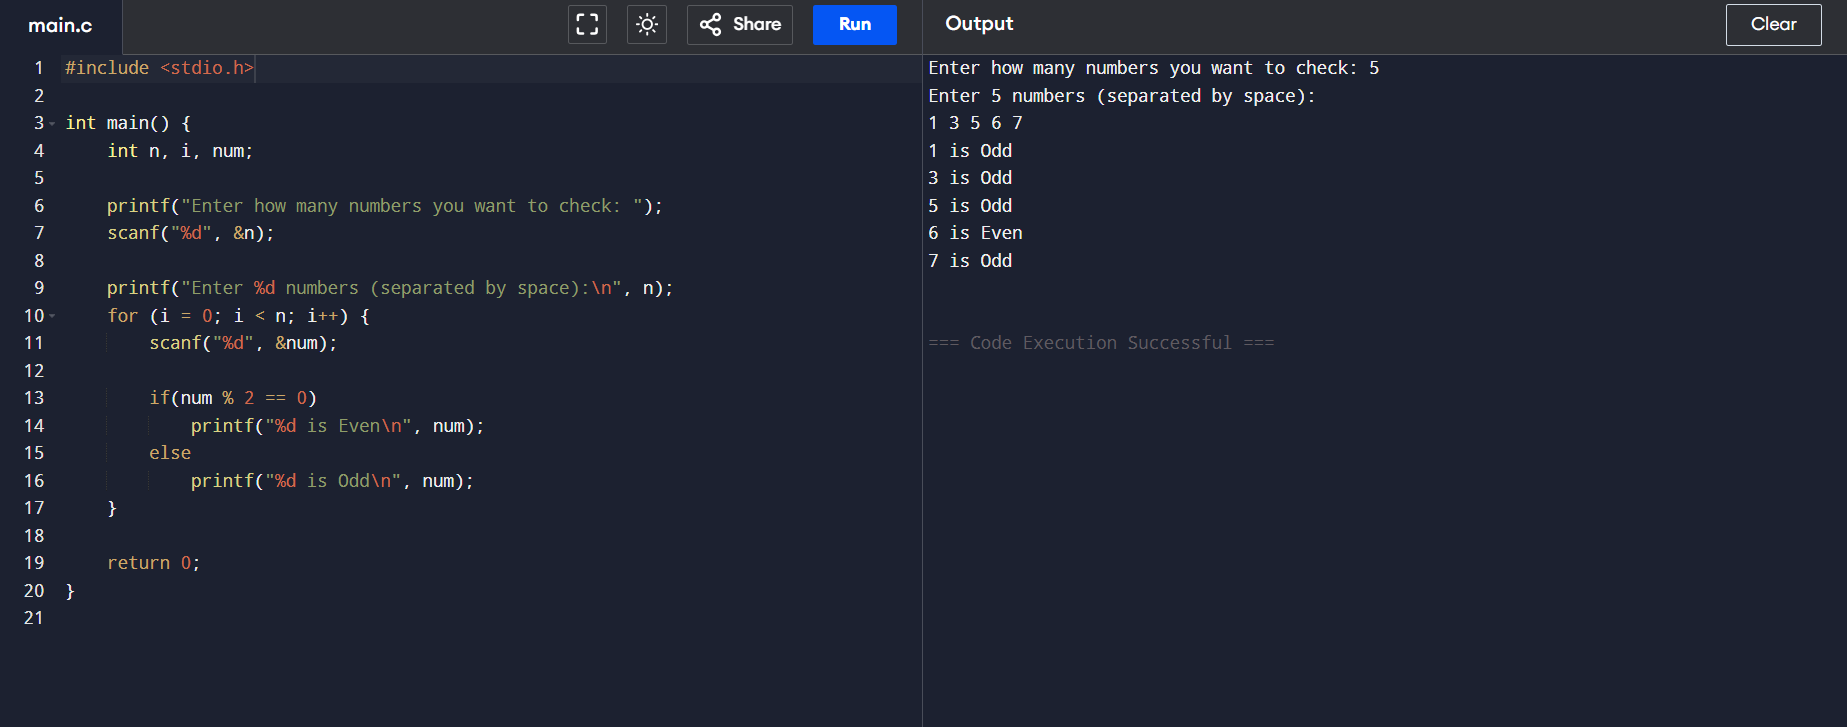 main.c
Share
Run
Output
Clear
1 #include <stdio.h>
2
3 int main() {
4     int n, i, num;
5
6     printf("Enter how many numbers you want to check: ");
7     scanf("%d", &n);
8
9     printf("Enter %d numbers (separated by space):\n", n);
10     for (i = 0; i < n; i++) {
11         scanf("%d", &num);
12
13         if(num % 2 == 0)
14             printf("%d is Even\n", num);
15         else
16             printf("%d is Odd\n", num);
17     }
18
19     return 0;
20 }
21
Enter how many numbers you want to check: 5
Enter 5 numbers (separated by space):
1 3 5 6 7
1 is Odd
3 is Odd
5 is Odd
6 is Even
7 is Odd
=== Code Execution Successful ===